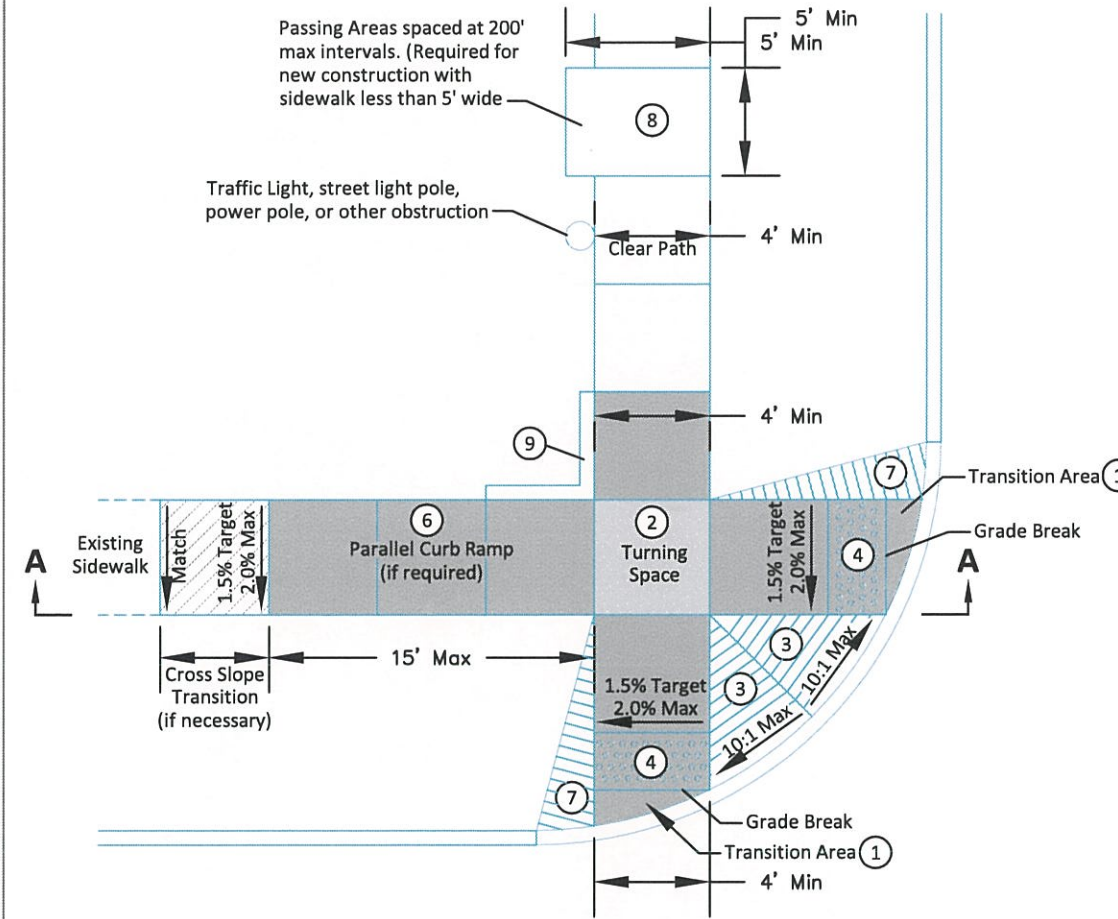 Passing Areas spaced at 200'
max intervals. (Required for
new construction with
sidewalk less than 5' wide
5' Min
5' Min
8
Traffic Light, street light pole,
power pole, or other obstruction
4' Min
Clear Path
4' Min
9
7
Transition Area 1
Grade Break
Existing
Sidewalk
A
Match
1.5% Target
2.0% Max
6
Parallel Curb Ramp
(if required)
2
Turning
Space
1.5% Target
2.0% Max
4
A
15' Max
Cross Slope
Transition
(if necessary)
3
10:1 Max
3
10:1 Max
1.5% Target
2.0% Max
4
7
Grade Break
Transition Area 1
4' Min